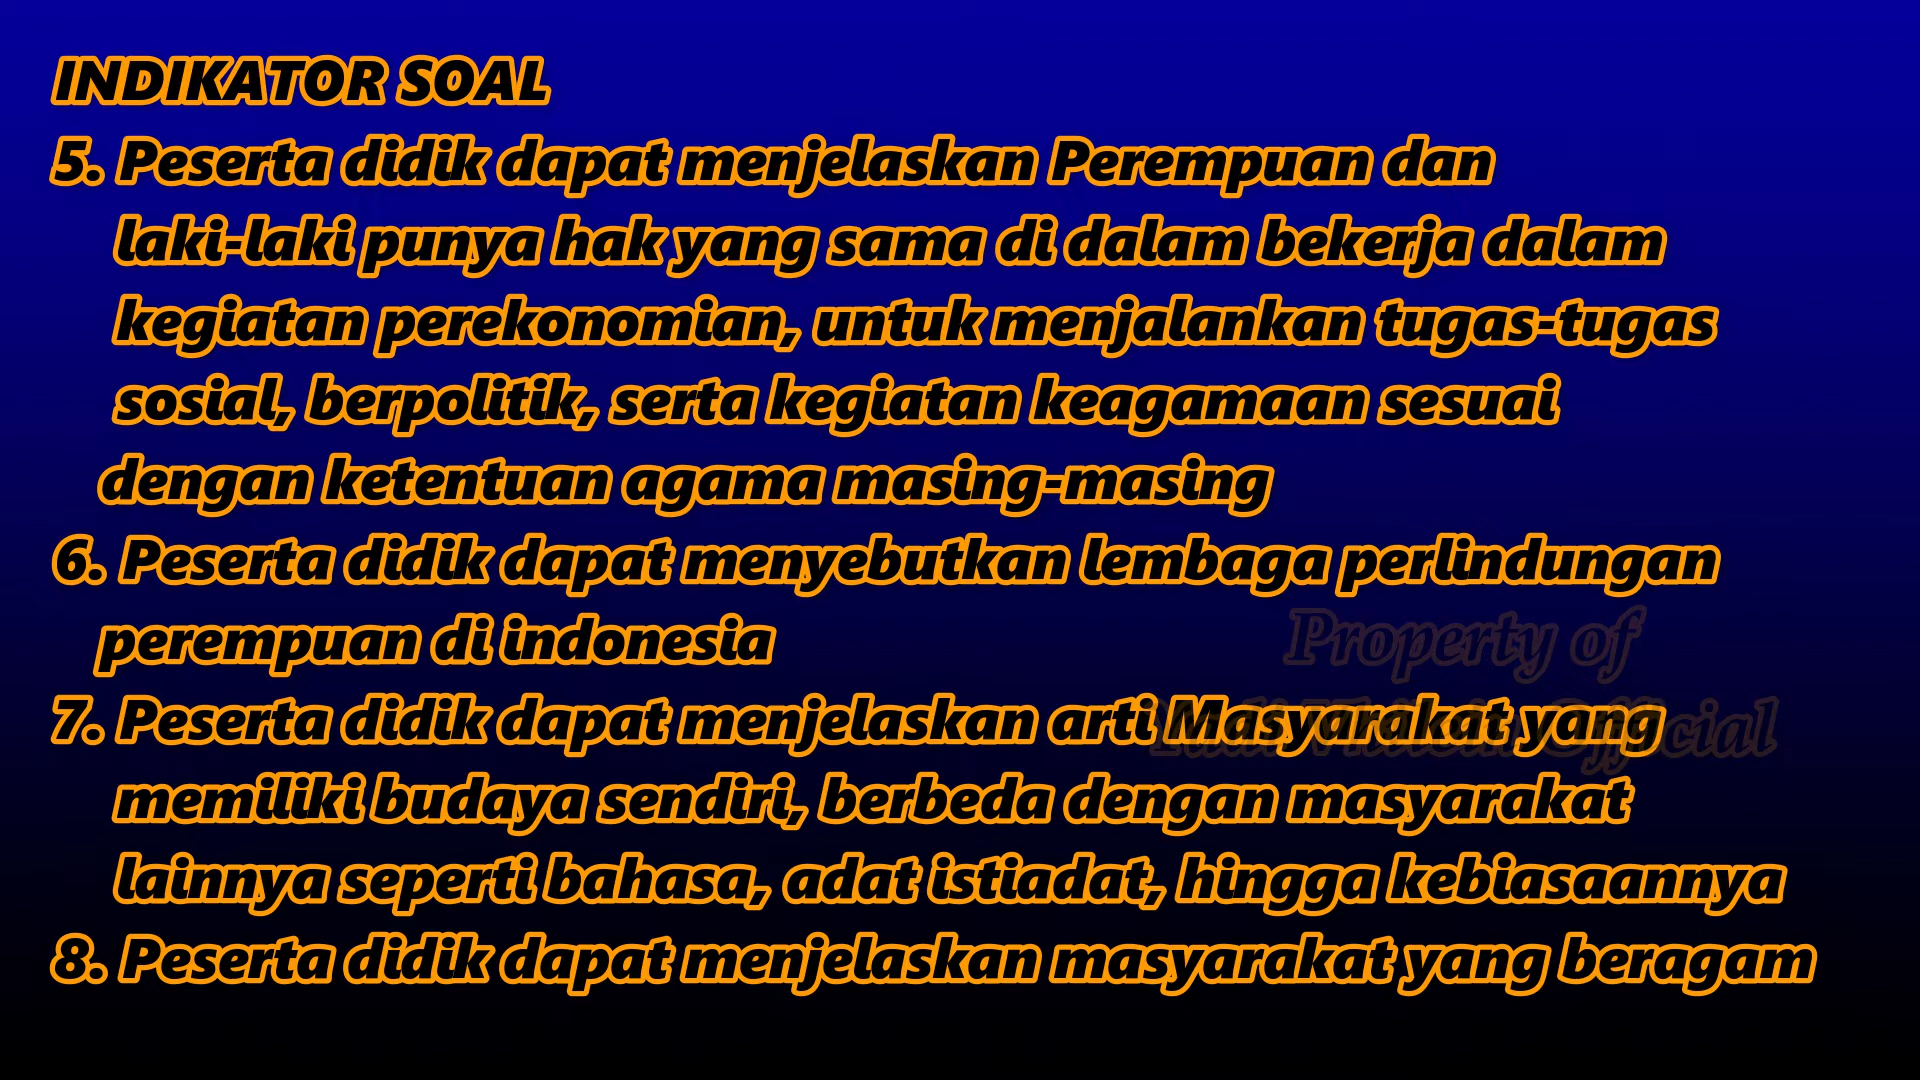 INDIKATOR SOAL
5. Peserta didik dapat menjelaskan Perempuan dan
laki-laki punya hak yang sama di dalam bekerja dalam
kegiatan perekonomian, untuk menjalankan tugas-tugas
sosial, berpolitik, serta kegiatan keagamaan sesuai
dengan ketentuan agama masing-masing
6. Peserta didik dapat menyebutkan lembaga perlindungan
perempuan di indonesia
Property of
7. Peserta didik dapat menjelaskan arti Masyarakat yang
Official
memiliki budaya sendiri, berbeda dengan masyarakat
lainnya seperti bahasa, adat istiadat, hingga kebiasaannya
8. Peserta didik dapat menjelaskan masyarakat yang beragam